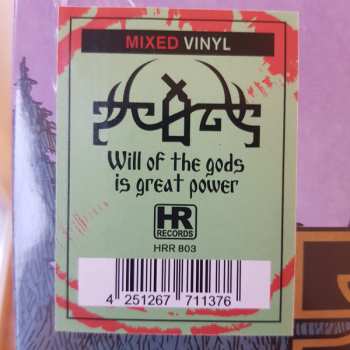 MIXED VINYL
Will of the gods
is great power
HR
RECORDS
HRR 803
4 251267 711376